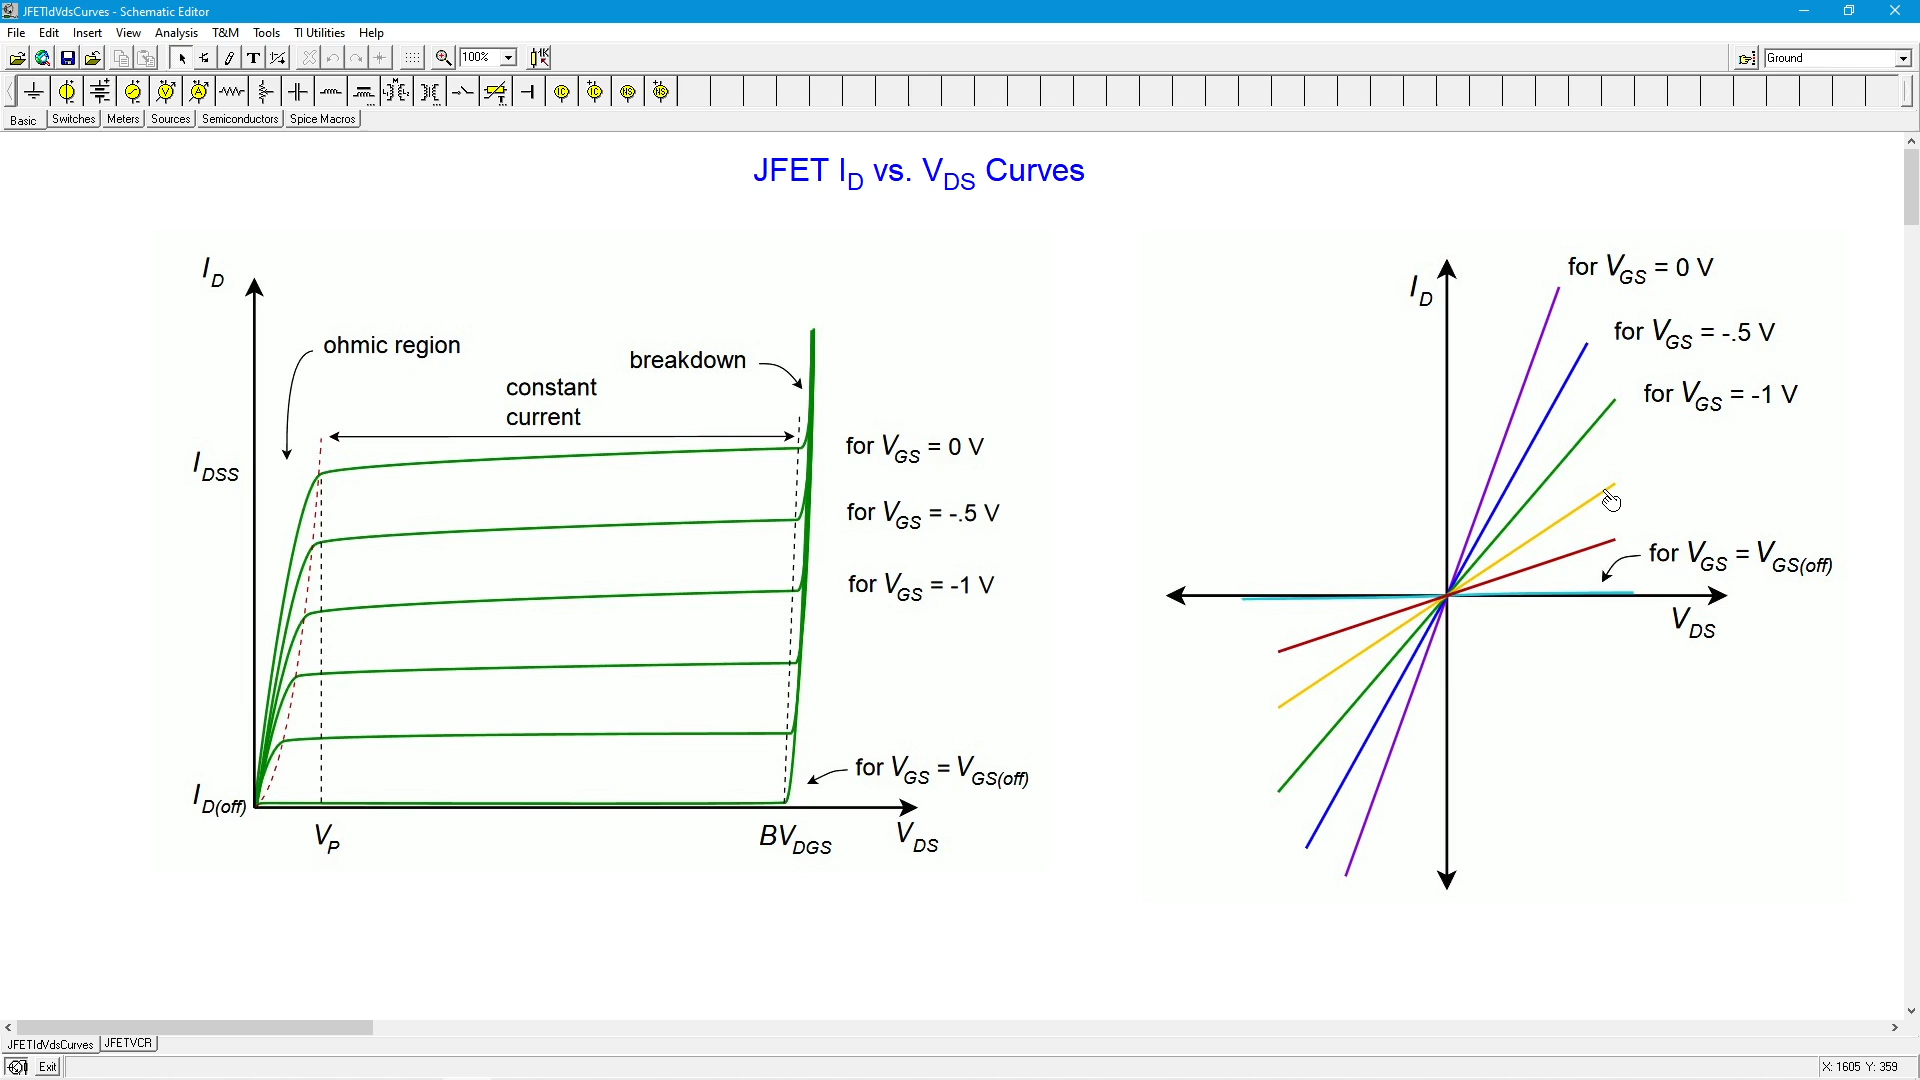 JFETIdVdsCurves - Schematic Editor
File Edit Insert View Analysis T&M Tools TI Utilities Help
100% 1K Ground
Basic Switches Meters Sources Semiconductors Spice Macros
JFET ID vs. VDS Curves
ID
ohmic region
breakdown
constant
current
IDSS
for VGS = 0 V
for VGS = -.5 V
for VGS = -1 V
for VGS = VGS(off)
ID(off)
VP
BVDGS
VDS
for VGS = 0 V
ID
for VGS = -.5 V
for VGS = -1 V
for VGS = VGS(off)
VDS
JFETIdVdsCurves JFETVCR
Exit
X: 1605 Y: 359